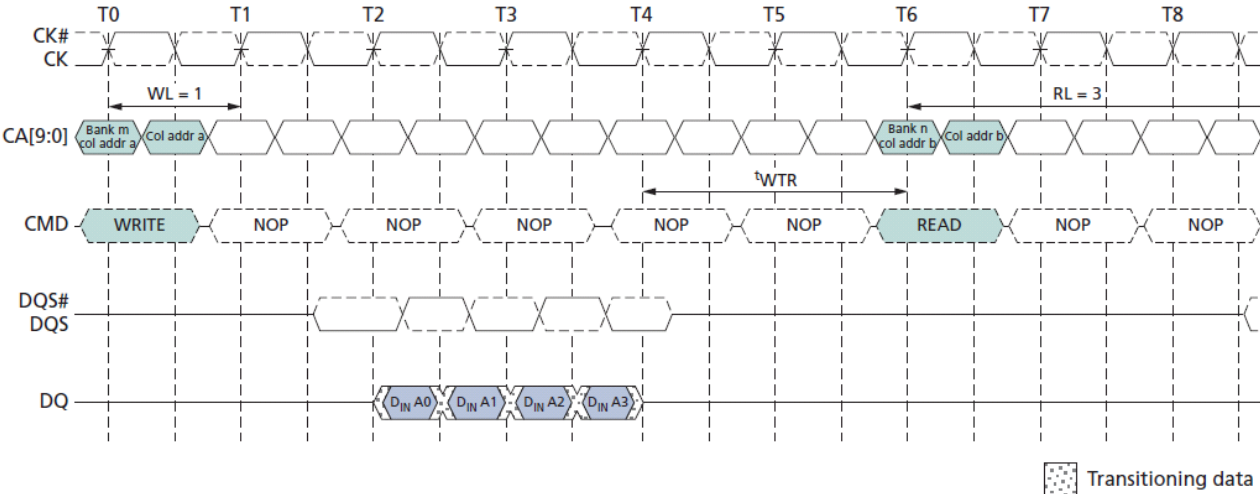 T0 T1 T2 T3 T4 T5 T6 T7 T8
CK#
CK
WL = 1 RL = 3
CA[9:0] Bank m col addr a Col addr a Bank n col addr b Col addr b
tWTR
CMD WRITE NOP NOP NOP NOP NOP READ NOP NOP
DQS#
DQS
DQ DIN A0 DIN A1 DIN A2 DIN A3
Transitioning data